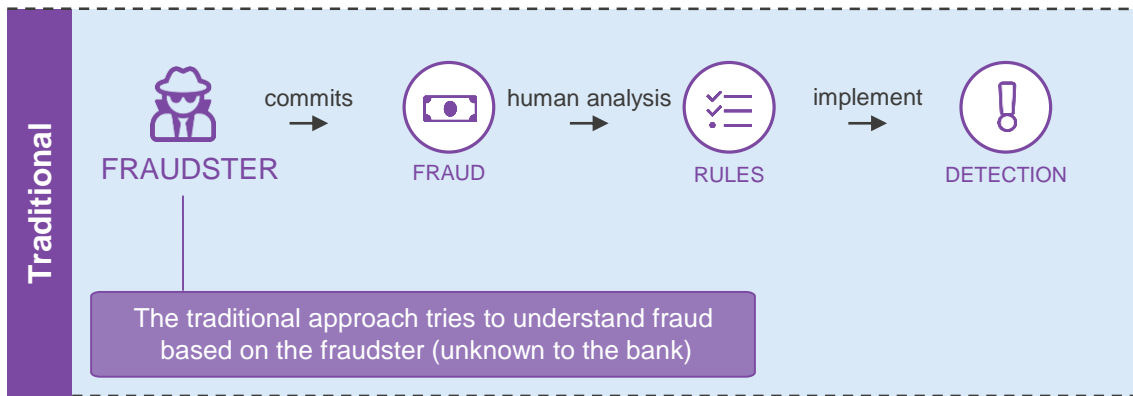 Traditional
commits
human analysis
implement
FRAUDSTER
FRAUD
RULES
DETECTION
The traditional approach tries to understand fraud
based on the fraudster (unknown to the bank)